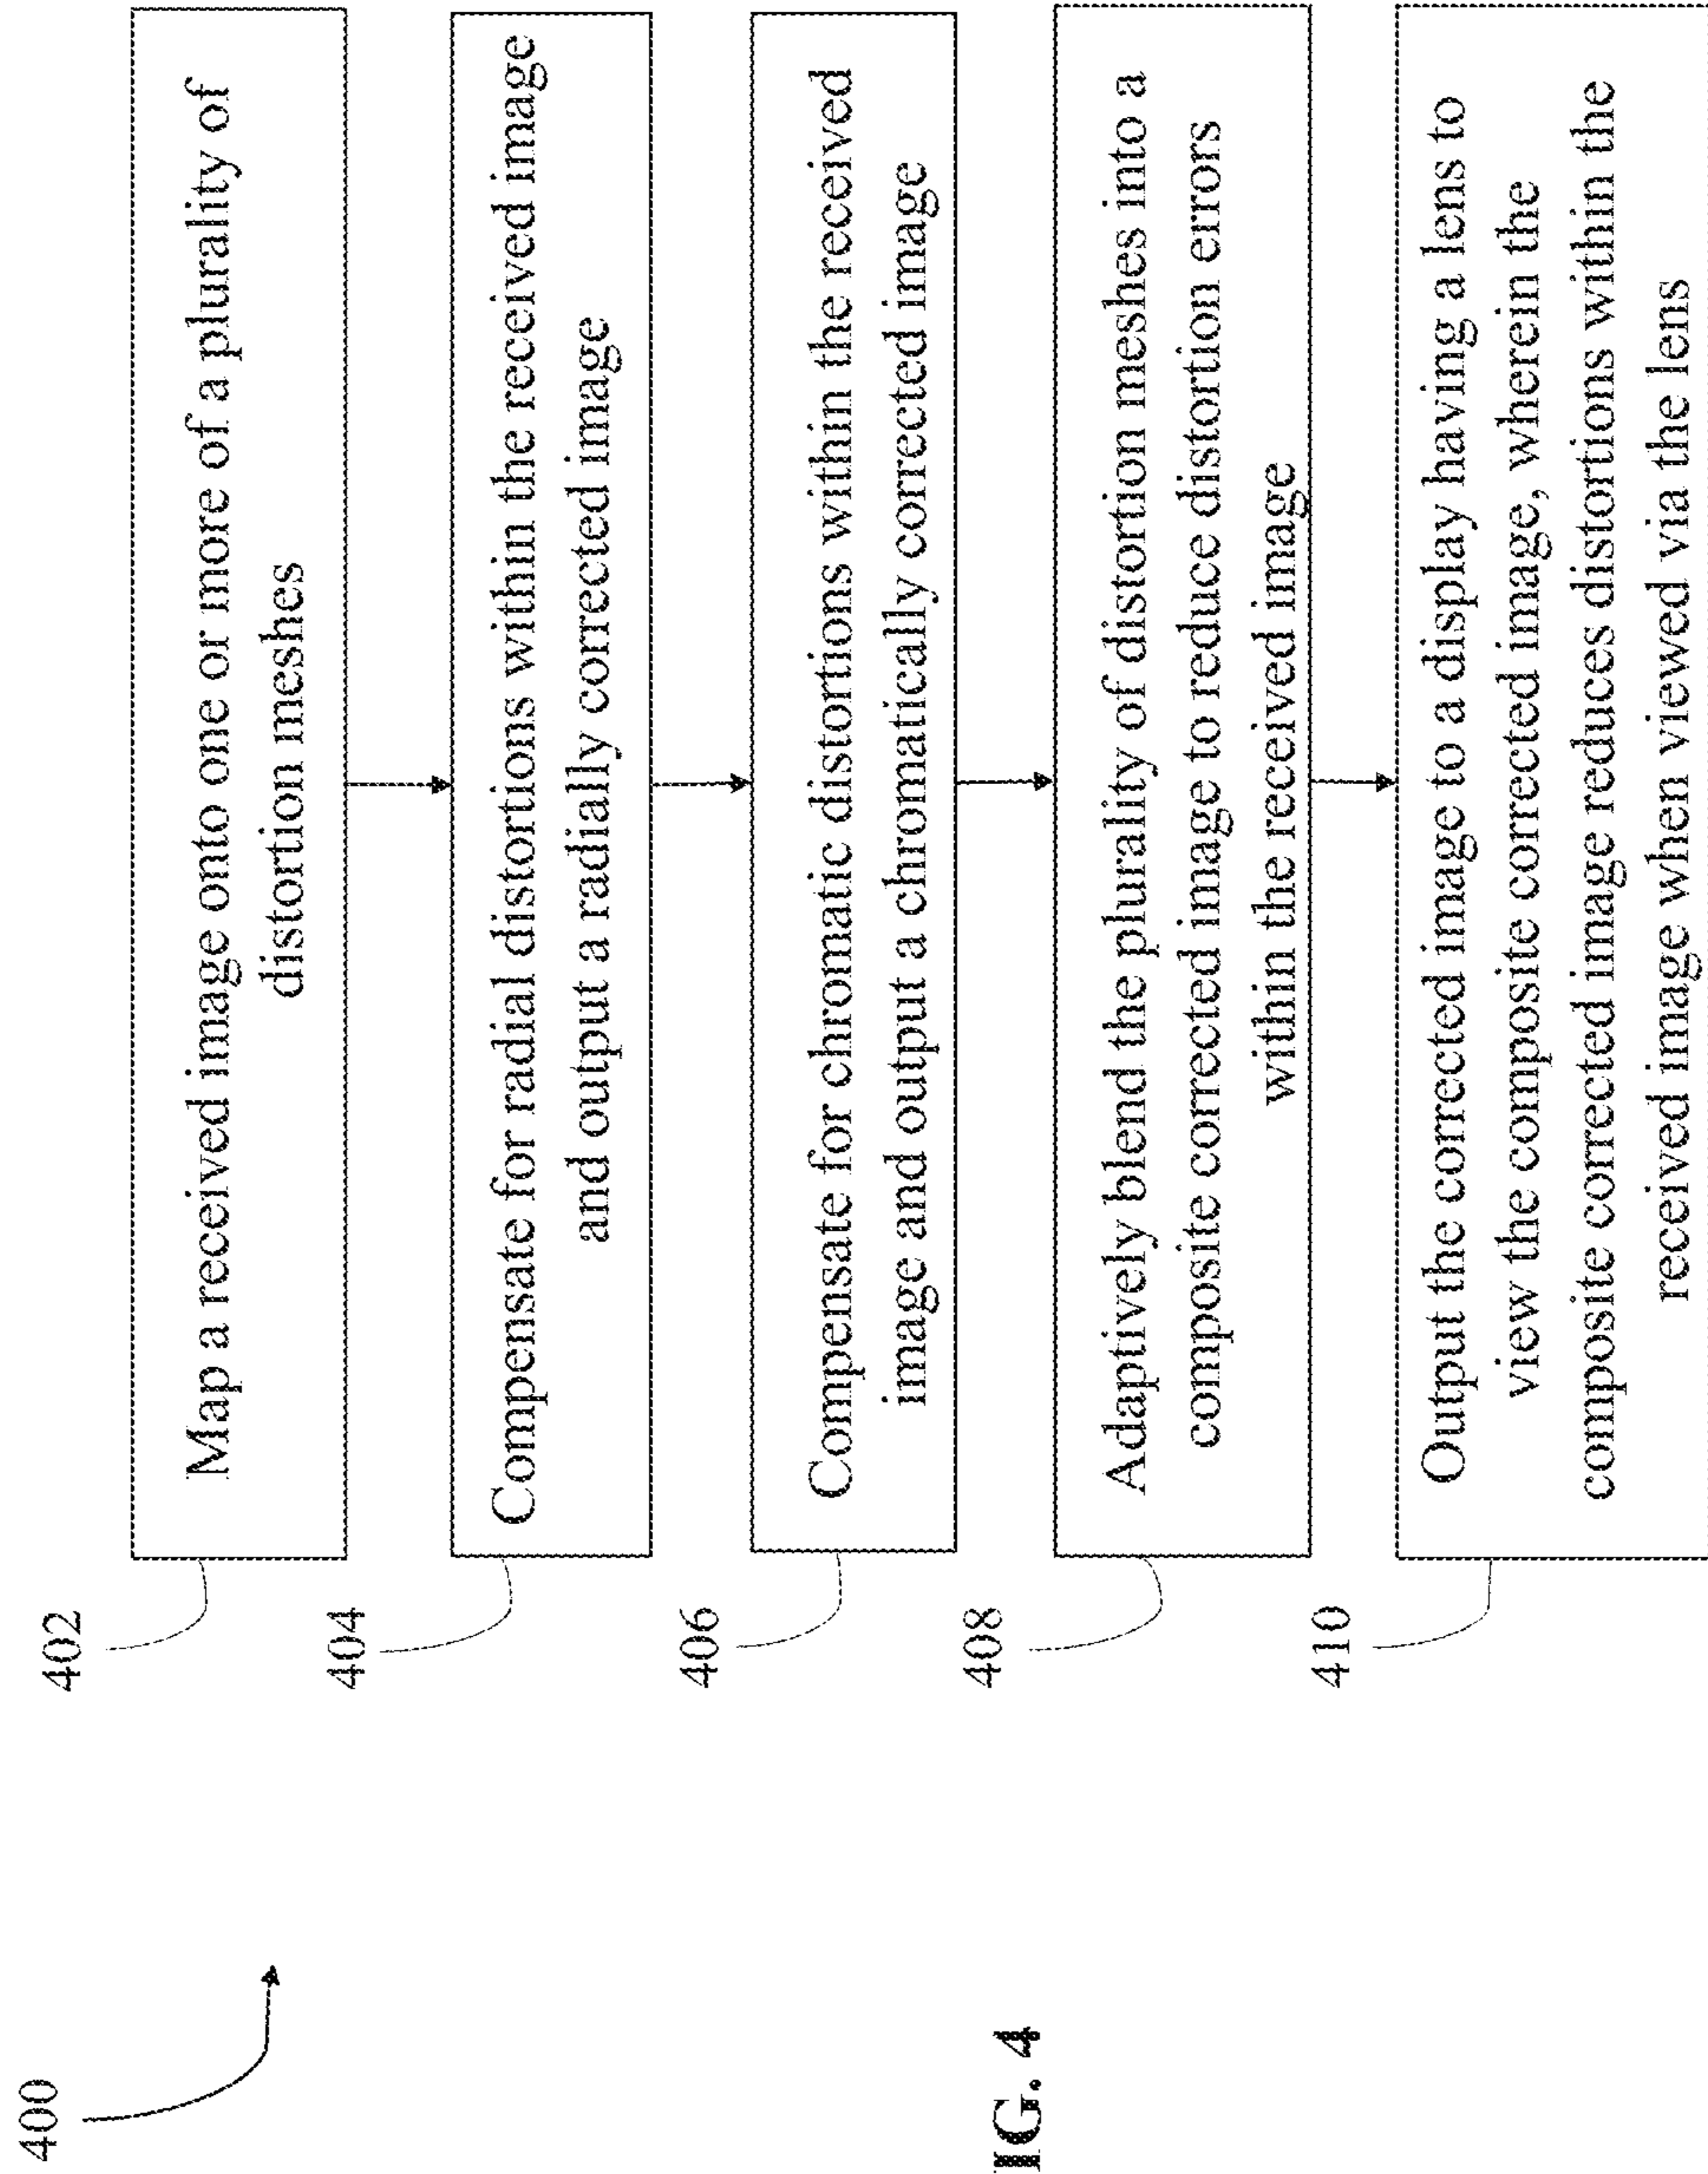 400
402
Map a received image onto one or more of a plurality of
distortion meshes
404
Compensate for radial distortions within the received image
and output a radially corrected image
406
Compensate for chromatic distortions within the received
image and output a chromatically corrected image
408
Adaptively blend the plurality of distortion meshes into a
composite corrected image to reduce distortion errors
within the received image
410
Output the corrected image to a display having a lens to
view the composite corrected image, wherein the
composite corrected image reduces distortions within the
received image when viewed via the lens
IG. 4